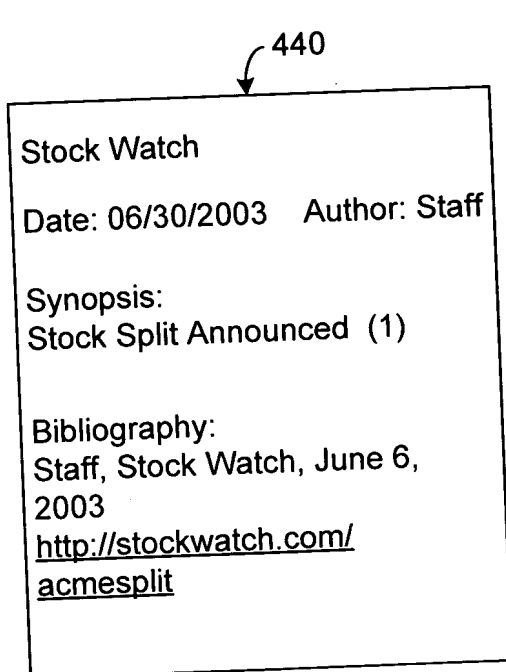 440
Stock Watch
Date: 06/30/2003 Author: Staff
Synopsis:
Stock Split Announced (1)
Bibliography:
Staff, Stock Watch, June 6,
2003
http://stockwatch.com/
acmesplit